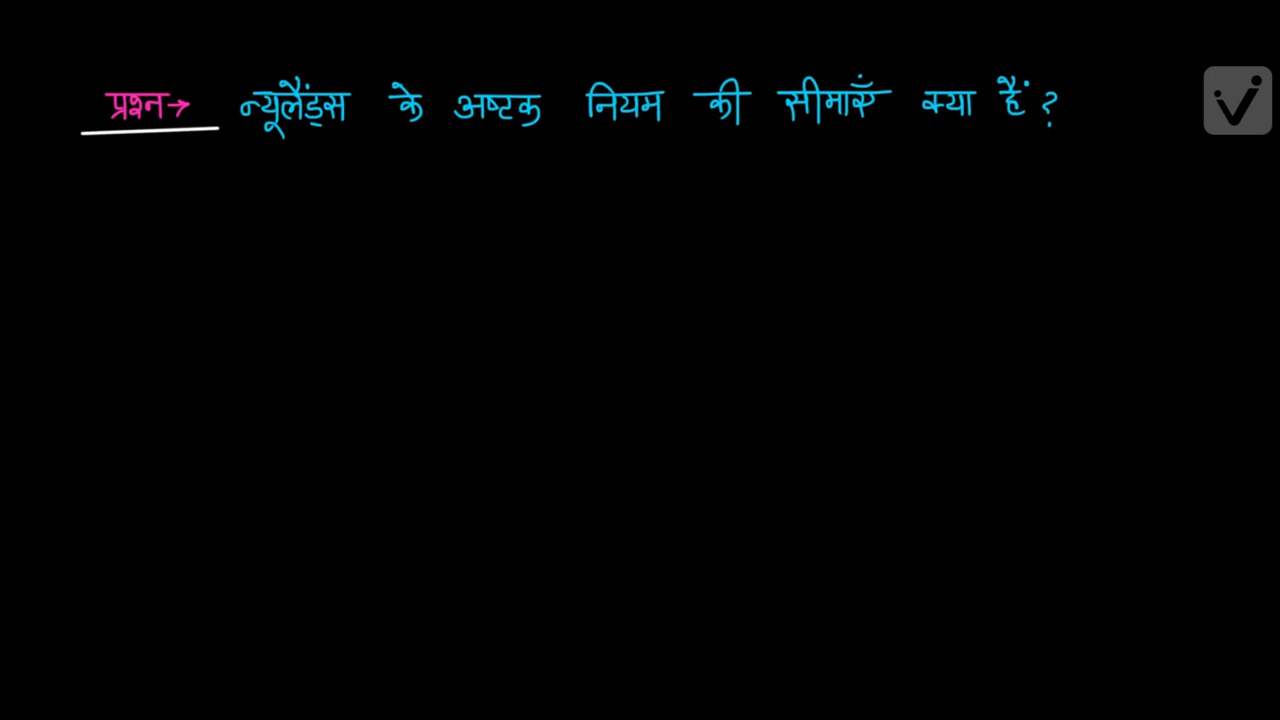 प्रश्न→ न्यूलैंड्स के अष्टक नियम की सीमाएँ क्या हैं ?